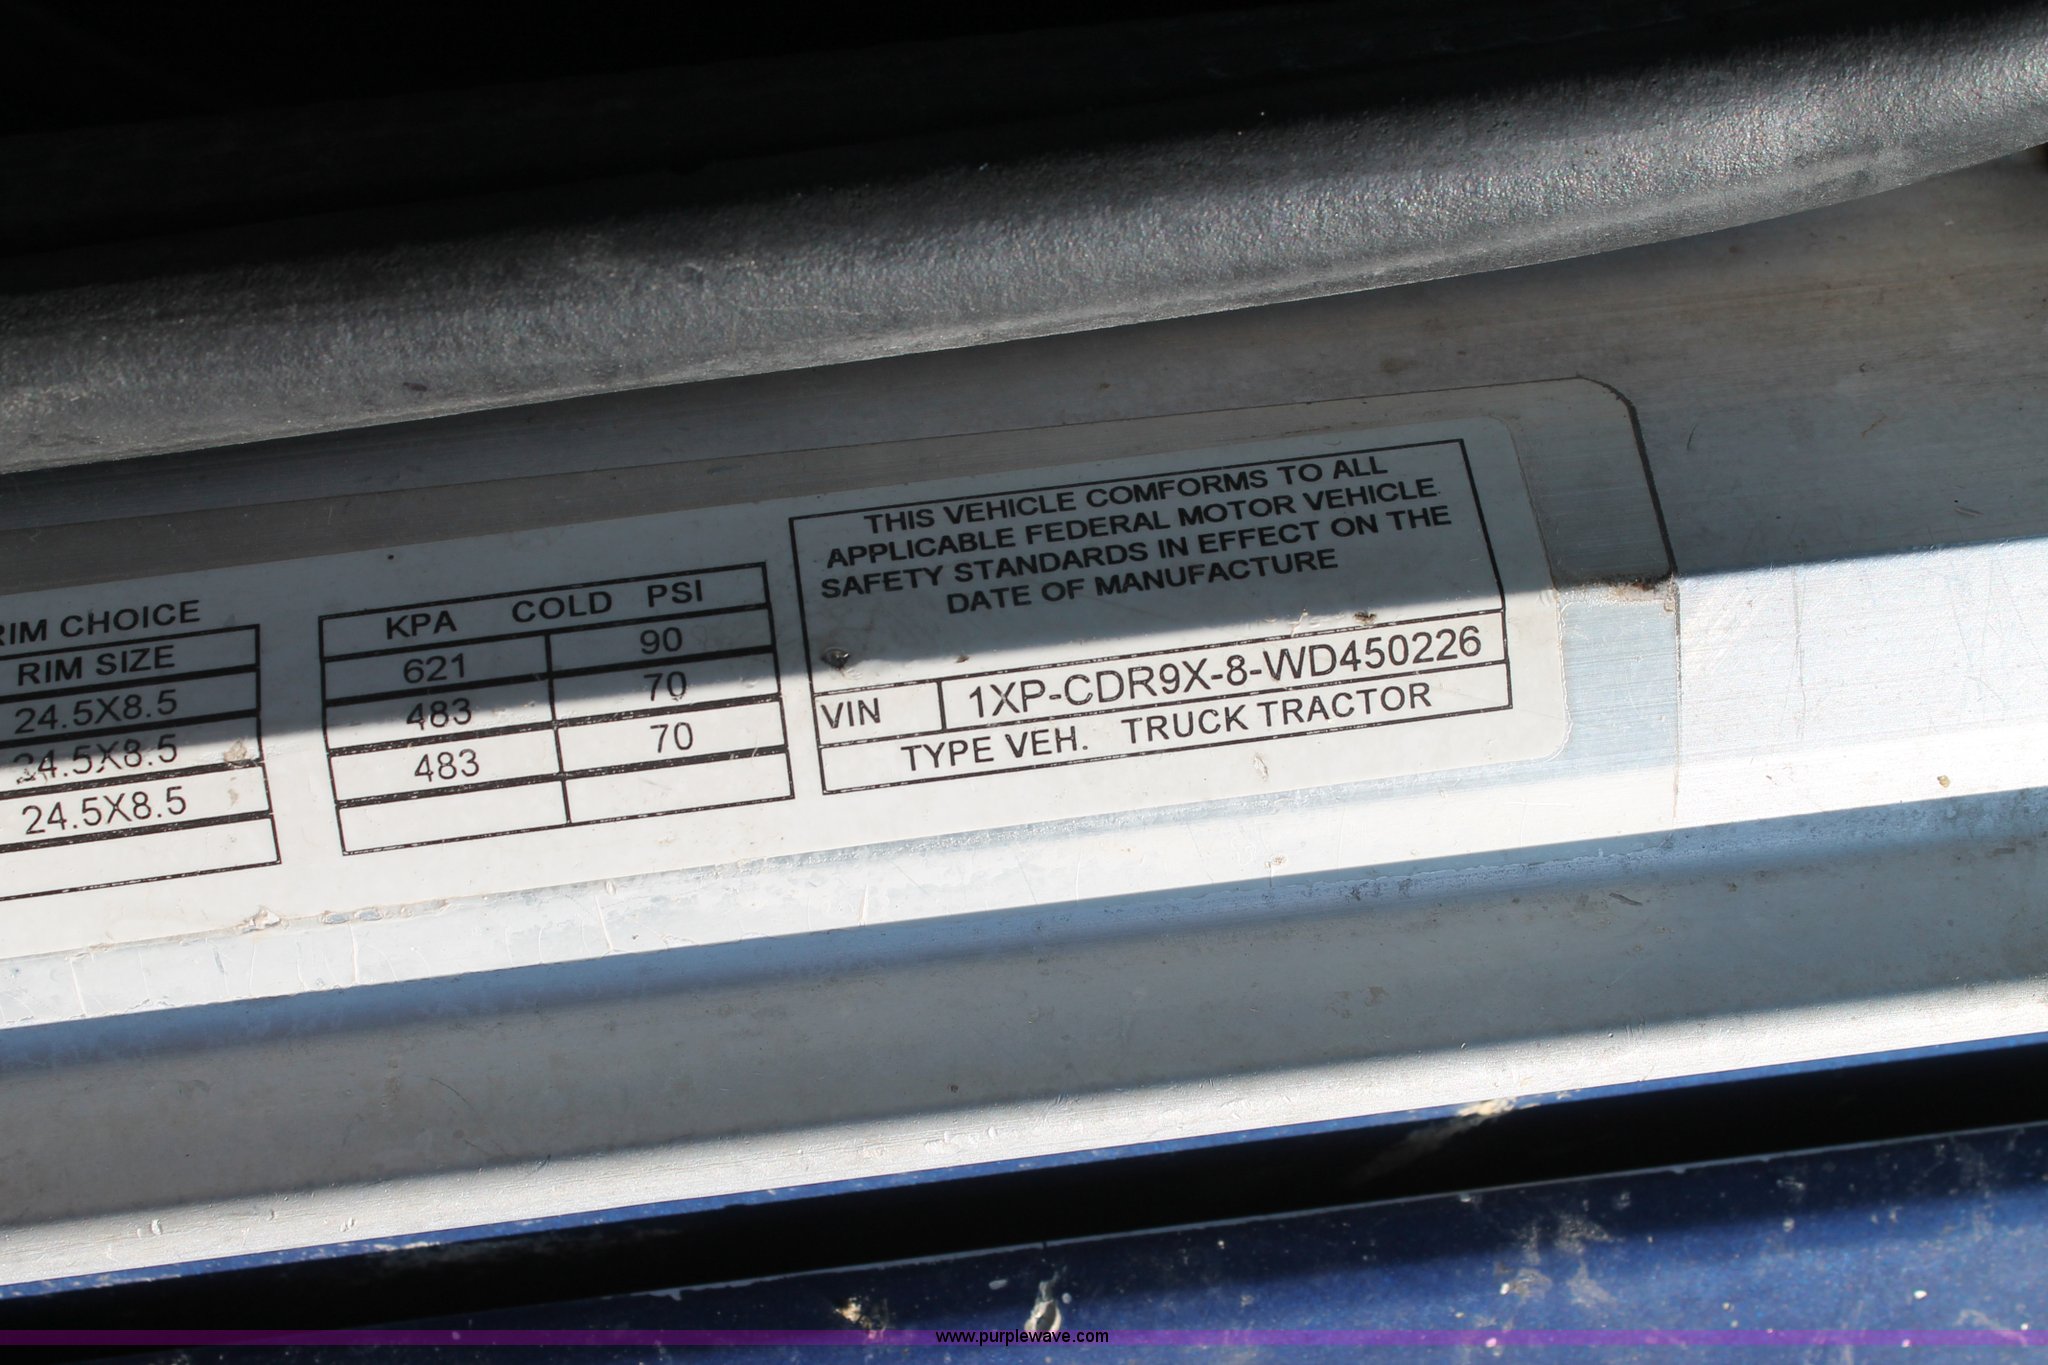 RIM CHOICE
RIM SIZE
24.5X8.5
24.5X8.5
24.5X8.5
KPA COLD PSI
621 90
483 70
483 70
THIS VEHICLE COMFORMS TO ALL
APPLICABLE FEDERAL MOTOR VEHICLE
SAFETY STANDARDS IN EFFECT ON THE
DATE OF MANUFACTURE
VIN 1XP-CDR9X-8-WD450226
TYPE VEH. TRUCK TRACTOR
www.purplewave.com